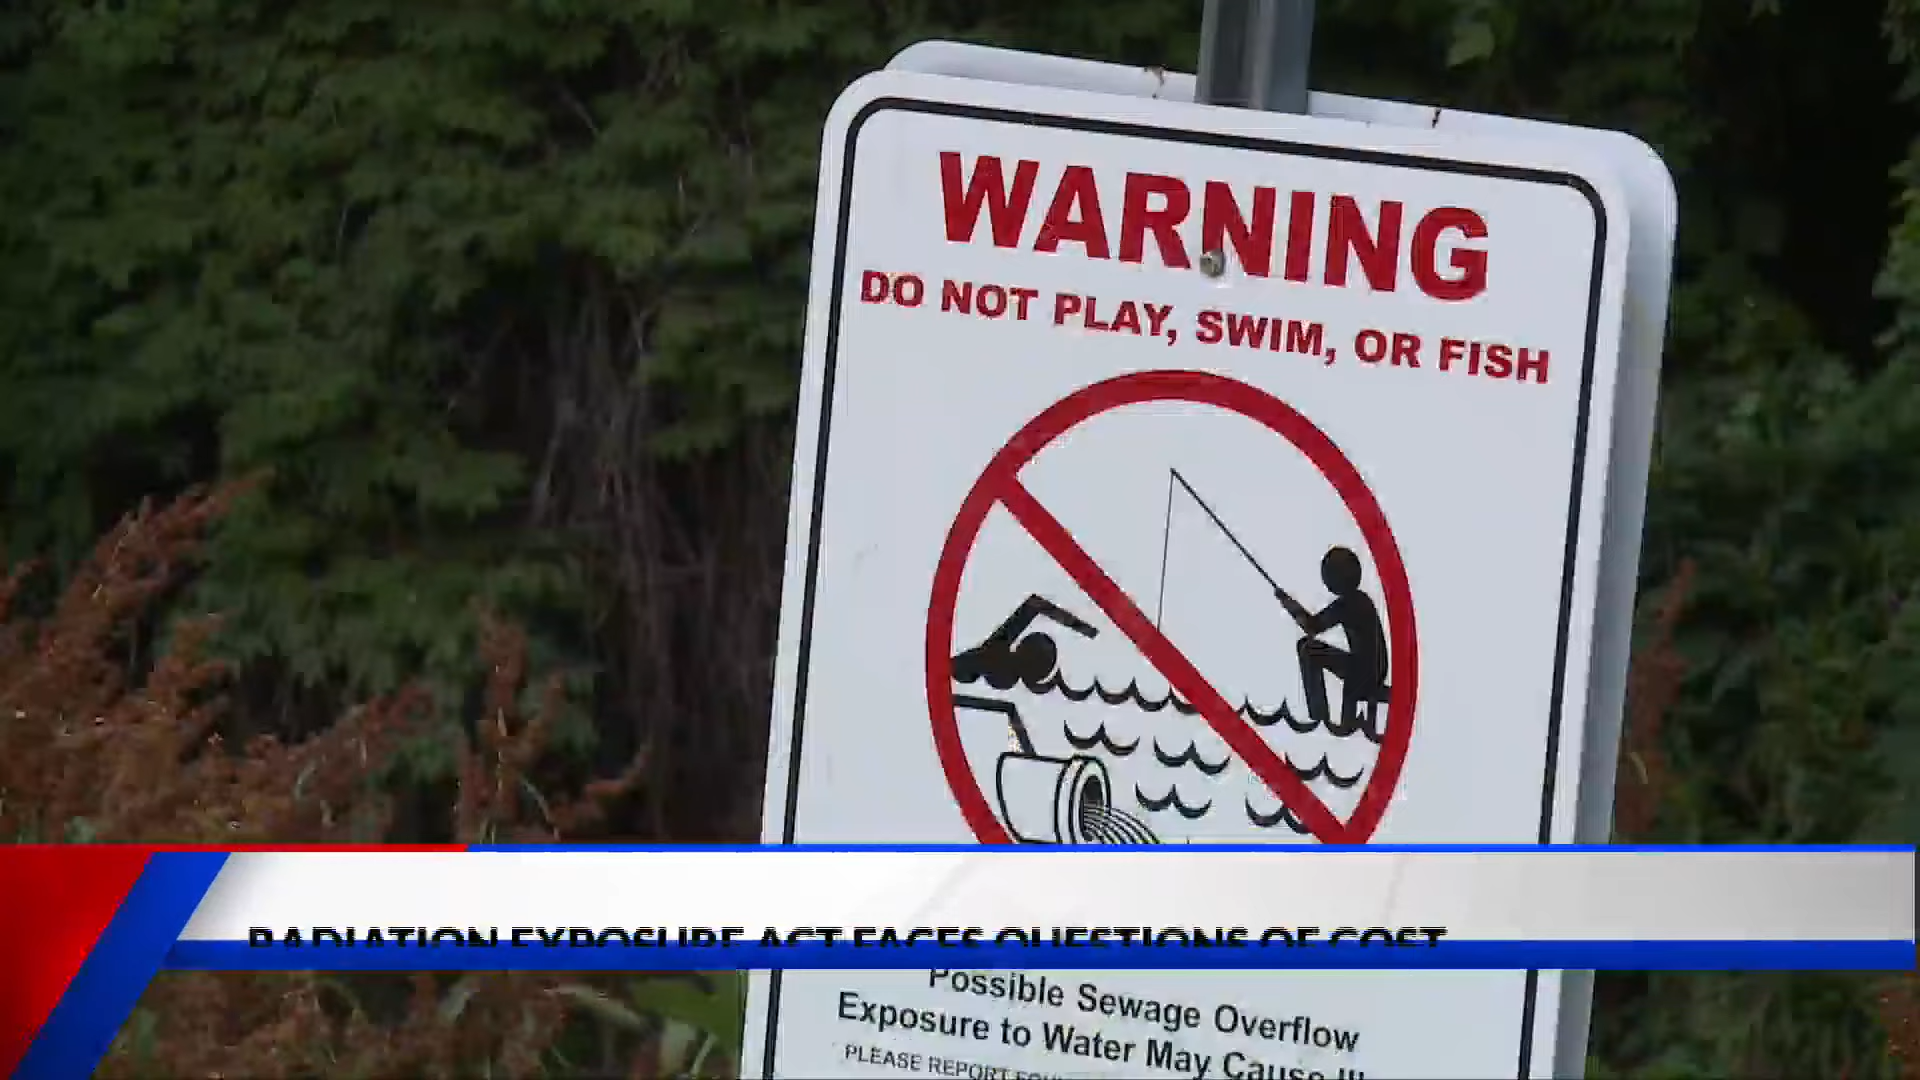 WARNING
DO NOT PLAY, SWIM, OR FISH
RADIATION EXPOSURE ACT FACES QUESTIONS OF COST
Possible Sewage Overflow
Exposure to Water May Cause
PLEASE REPORT